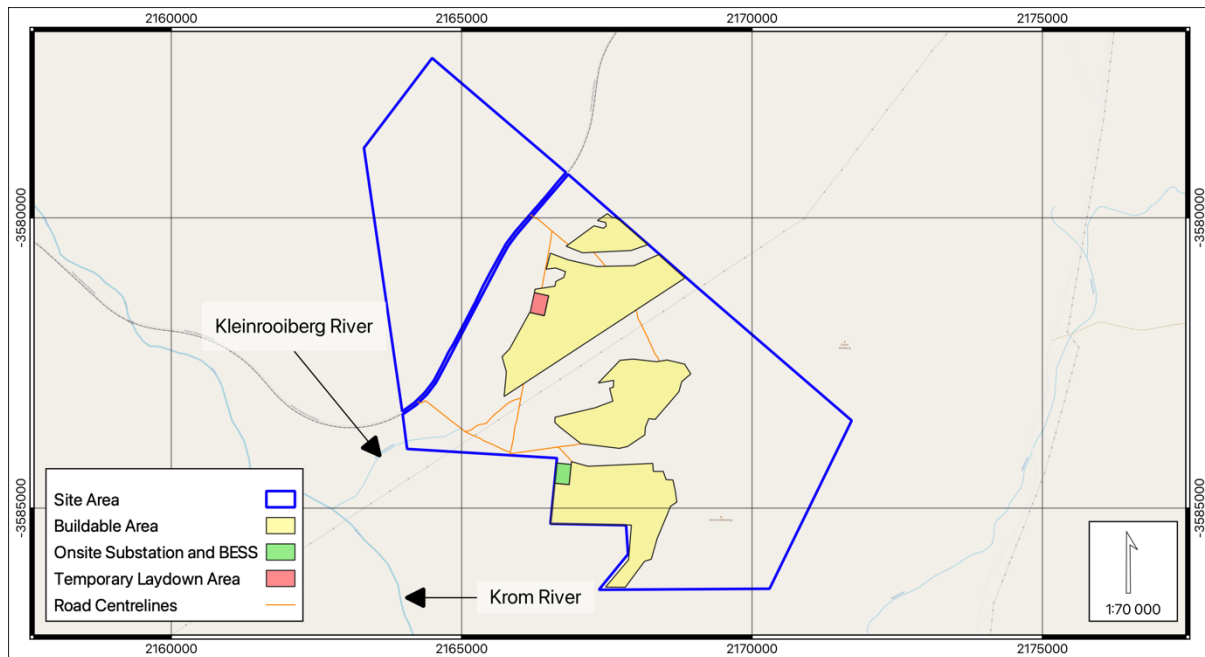 2160000 2165000 2170000 2175000
-3580000 -3580000
Kleinrooiberg River
Site Area
Buildable Area
Onsite Substation and BESS
Temporary Laydown Area
Road Centrelines
-3585000 -3585000
Krom River
1:70 000
2160000 2165000 2170000 2175000